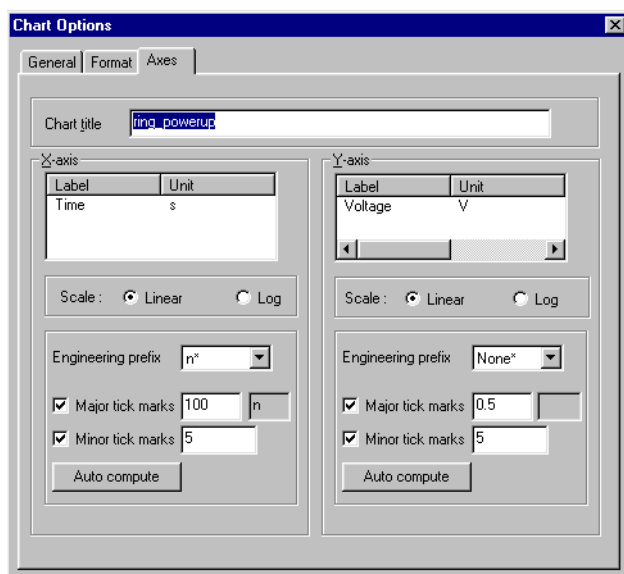 Chart Options
General Format Axes
Chart title ring_powerup
X-axis
Label Unit
Time s
Scale : Linear Log
Engineering prefix n*
Major tick marks 100 n
Minor tick marks 5
Auto compute
Y-axis
Label Unit
Voltage V
Scale : Linear Log
Engineering prefix None*
Major tick marks 0.5
Minor tick marks 5
Auto compute